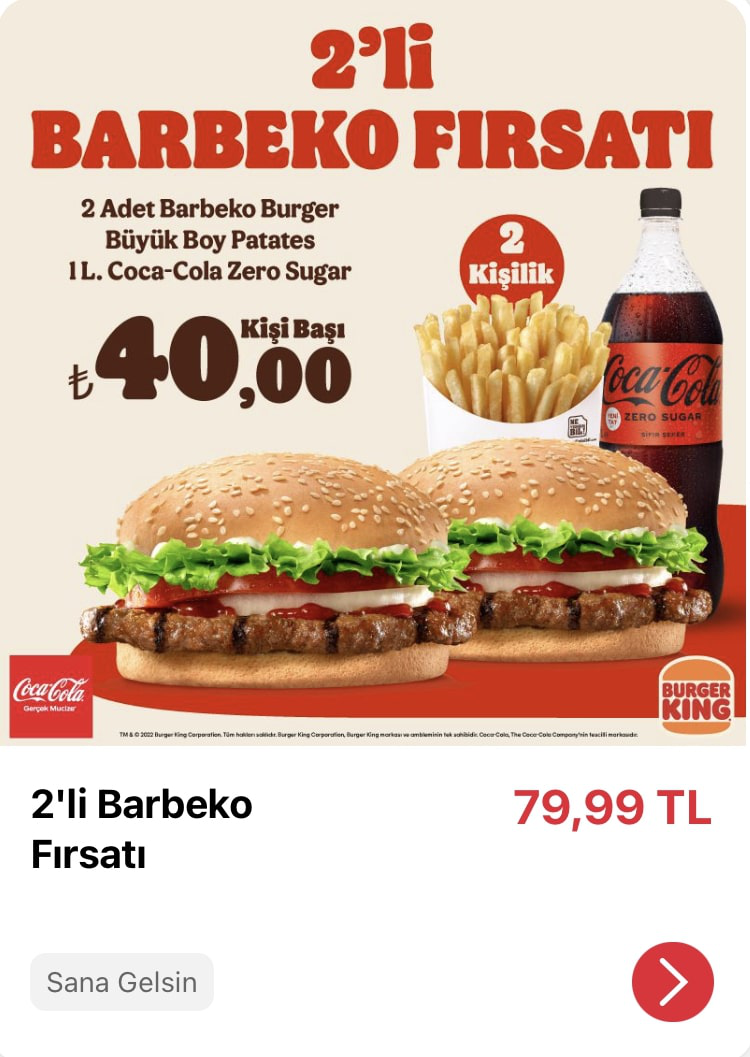 2'li
BARBEKO FIRSATI
2 Adet Barbeko Burger
Büyük Boy Patates
1 L. Coca-Cola Zero Sugar
Kişi Başı
₺40,00
2
Kişilik
Coca-Cola
ZERO SUGAR
Coca-Cola
Gerçek Mucize
BURGER
KING
TM & © 2022 Burger King Corporation. Tüm hakları saklıdır. Burger King Corporation, Burger King markası ve ambleminin tek sahibidir. Coca-Cola, The Coca-Cola Company'nin tescilli markasıdır.
2'li Barbeko
Fırsatı
79,99 TL
Sana Gelsin